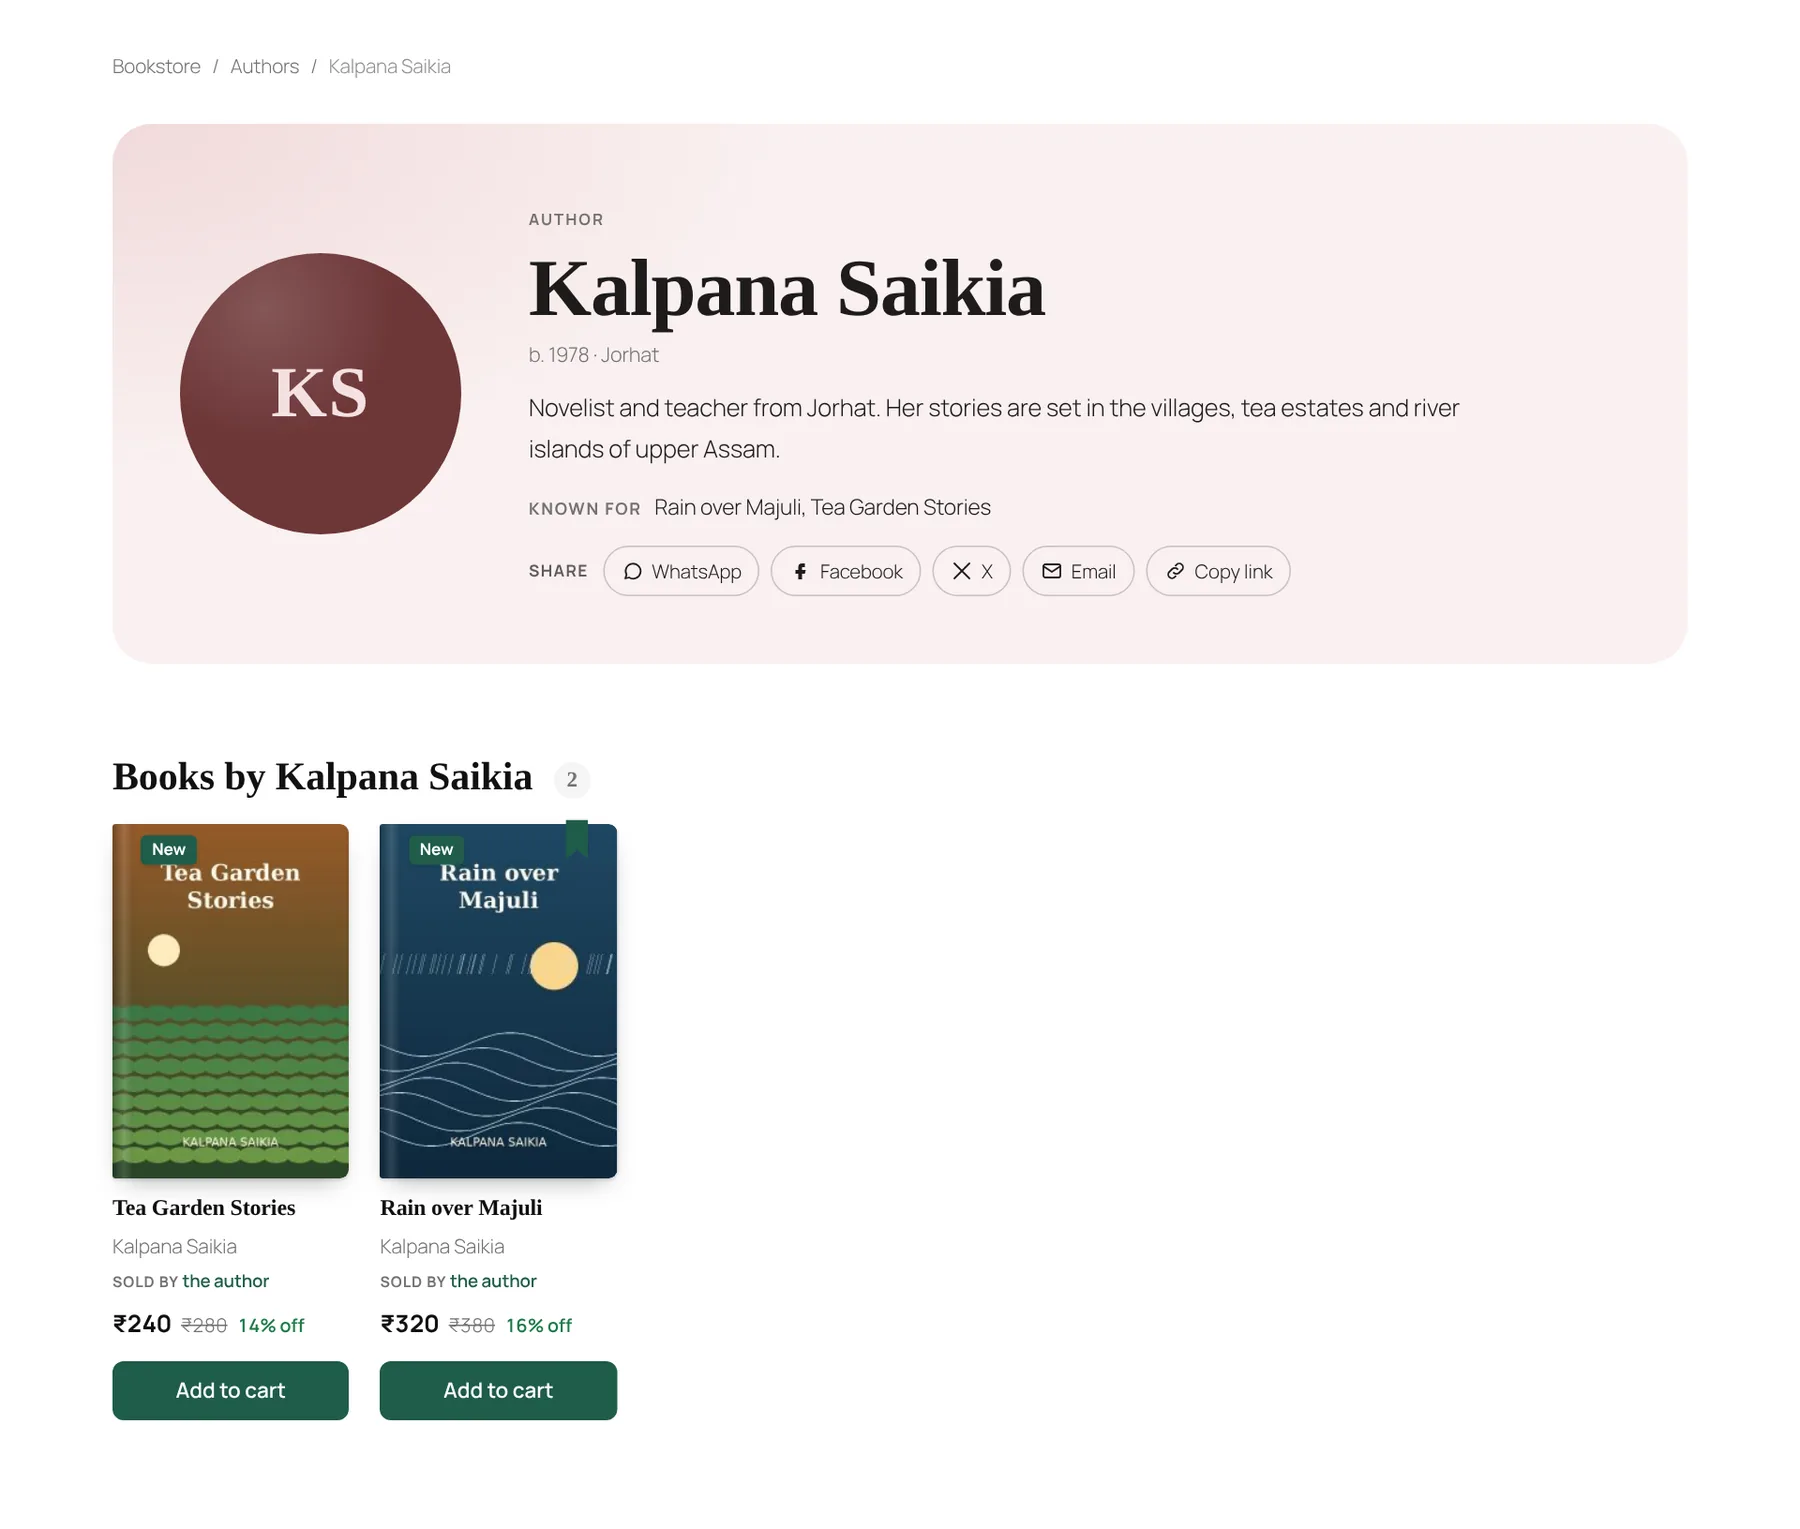 Bookstore / Authors / Kalpana Saikia
AUTHOR
Kalpana Saikia
KS
b. 1978 · Jorhat
Novelist and teacher from Jorhat. Her stories are set in the villages, tea estates and river
islands of upper Assam.
KNOWN FOR Rain over Majuli, Tea Garden Stories
SHARE WhatsApp Facebook X Email Copy link
Books by Kalpana Saikia 2
New
Tea Garden
Stories
KALPANA SAIKIA
Tea Garden Stories
Kalpana Saikia
SOLD BY the author
₹240 ₹280 14% off
Add to cart
New
Rain over
Majuli
KALPANA SAIKIA
Rain over Majuli
Kalpana Saikia
SOLD BY the author
₹320 ₹380 16% off
Add to cart